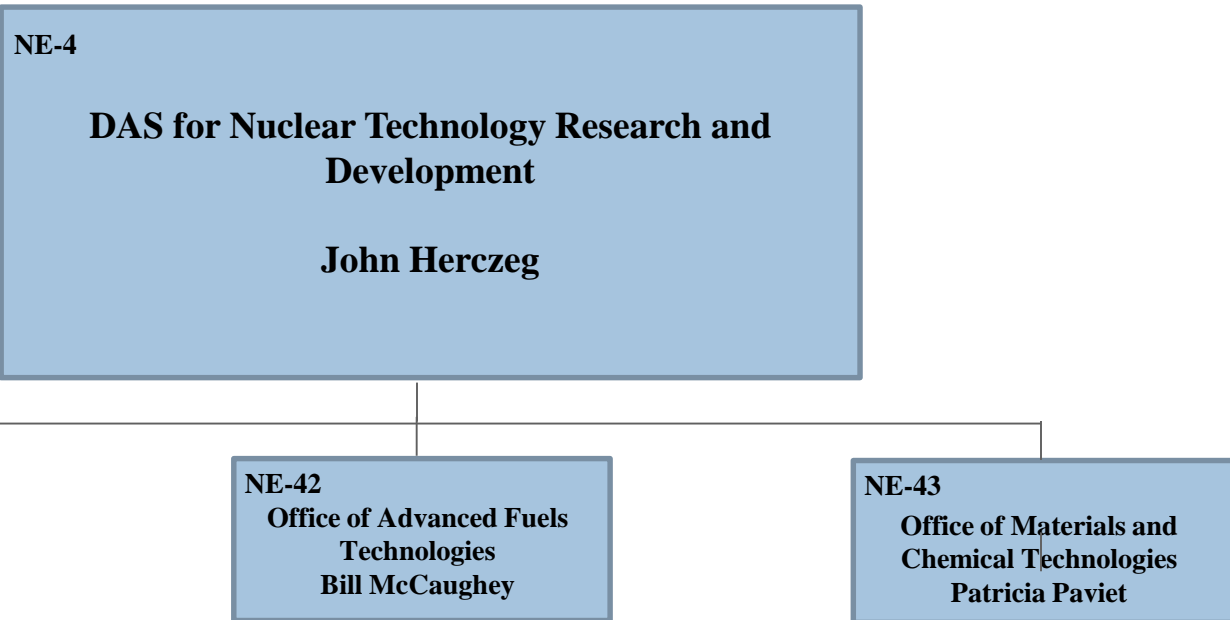 NE-4
DAS for Nuclear Technology Research and
Development
John Herczeg
NE-42
Office of Advanced Fuels
Technologies
Bill McCaughey
NE-43
Office of Materials and
Chemical Technologies
Patricia Paviet